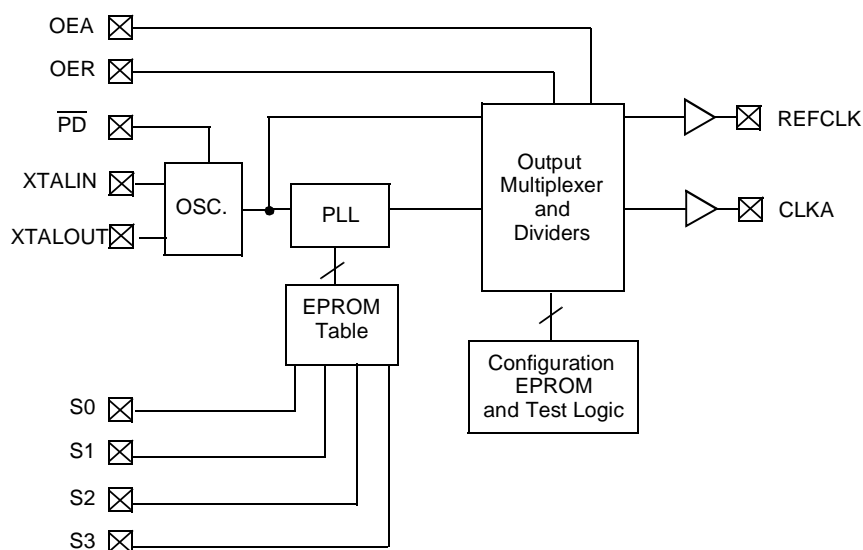 OEA
OER
P̅D̅
XTALIN
XTALOUT
OSC.
PLL
EPROM
Table
Output
Multiplexer
and
Dividers
REFCLK
CLKA
Configuration
EPROM
and Test Logic
S0
S1
S2
S3